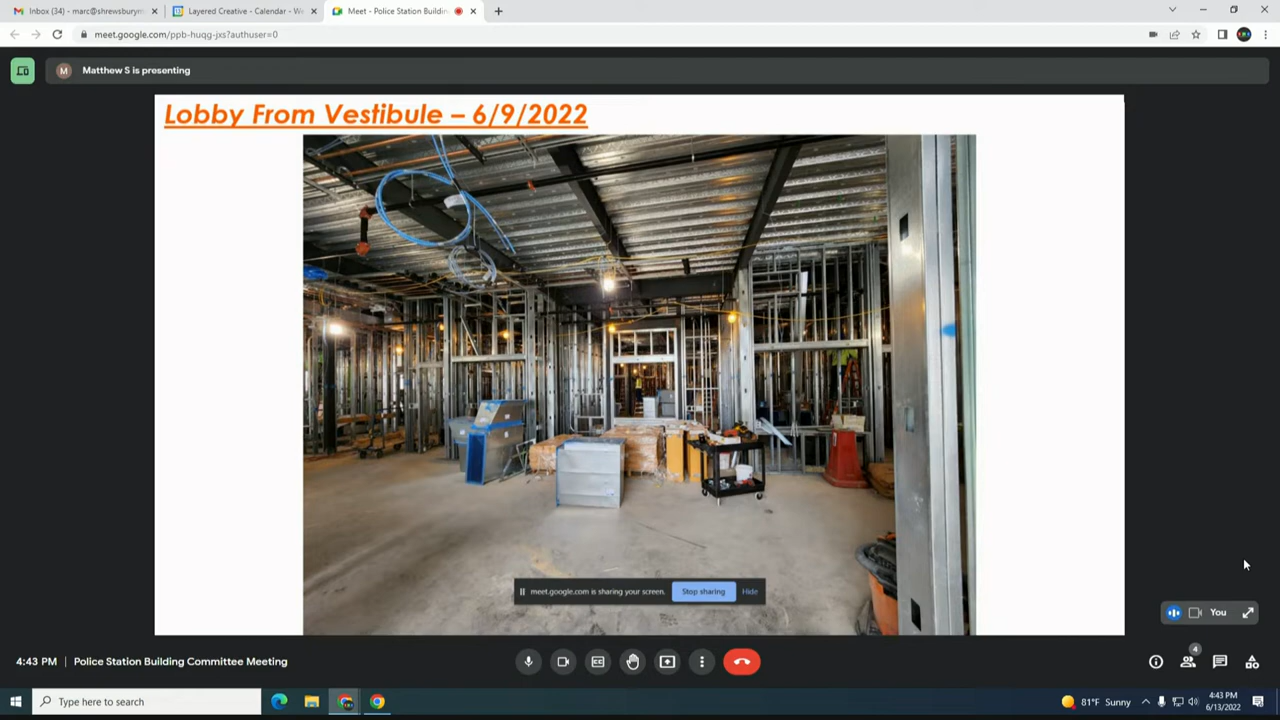 Inbox (34) - marc@shrewsburym
Layered Creative - Calendar - We
Meet - Police Station Building
meet.google.com/ppb-huqg-jxs?authuser=0
M
Matthew S is presenting
Lobby From Vestibule – 6/9/2022
meet.google.com is sharing your screen.
Stop sharing
Hide
You
4:43 PM | Police Station Building Committee Meeting
4
Type here to search
81°F Sunny
4:43 PM
6/13/2022